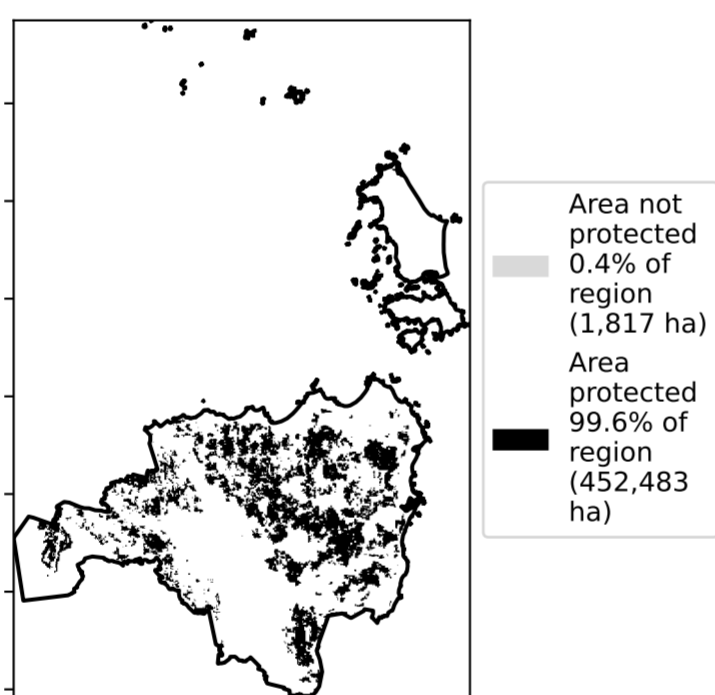 Area not
protected
0.4% of
region
(1,817 ha)
Area
protected
99.6% of
region
(452,483
ha)